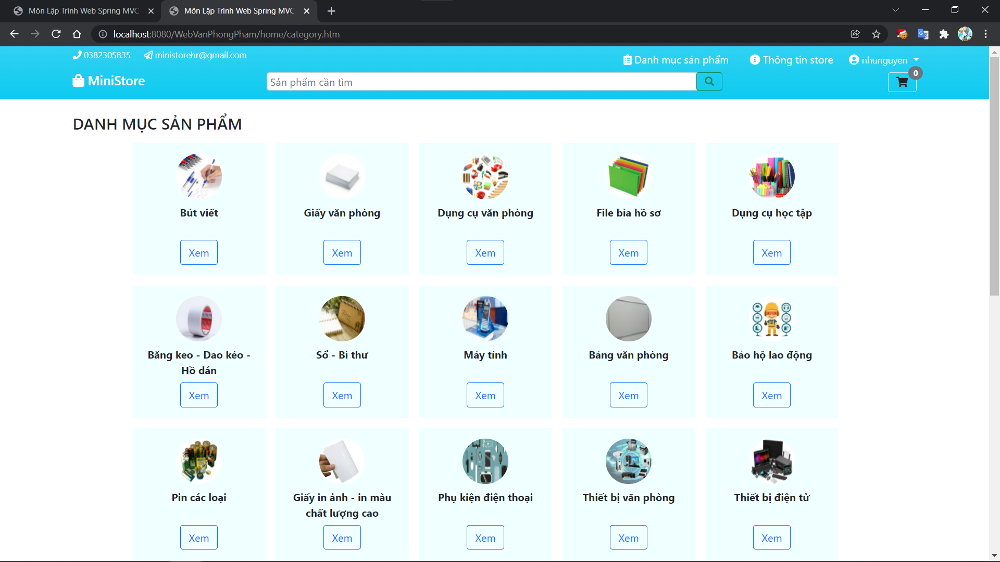 Môn Lập Trình Web Spring MVC
Môn Lập Trình Web Spring MVC
localhost:8080/WebVanPhongPham/home/category.htm
0382305835 ministorehr@gmail.com
Danh mục sản phẩm Thông tin store nhunguyen
MiniStore
Sản phẩm cần tìm
0
DANH MỤC SẢN PHẨM
Bút viết
Giấy văn phòng
Dụng cụ văn phòng
File bìa hồ sơ
Dụng cụ học tập
Xem
Xem
Xem
Xem
Xem
Băng keo - Dao kéo -
Hồ dán
Sổ - Bì thư
Máy tính
Bảng văn phòng
Bảo hộ lao động
Xem
Xem
Xem
Xem
Xem
Pin các loại
Giấy in ảnh - in màu
chất lượng cao
Phụ kiện điện thoại
Thiết bị văn phòng
Thiết bị điện tử
Xem
Xem
Xem
Xem
Xem